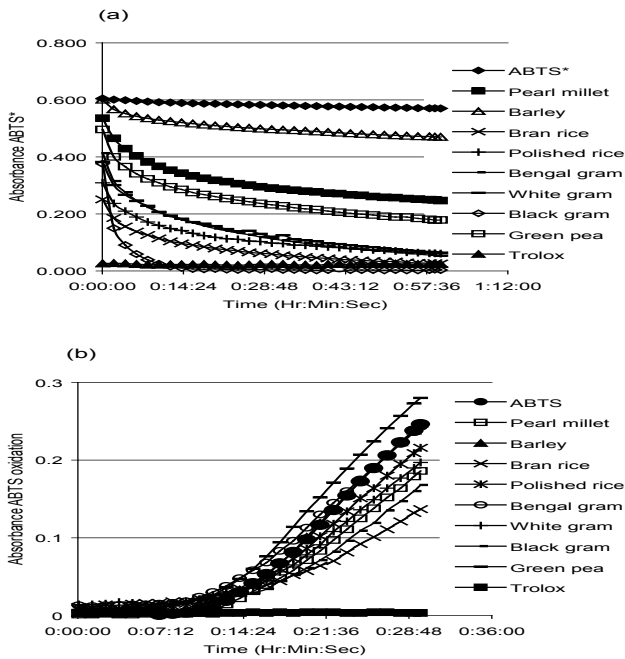 (a)
Absorbance ABTS*
0.800
0.600
0.400
0.200
0.000
0:00:00 0:14:24 0:28:48 0:43:12 0:57:36 1:12:00
Time (Hr:Min:Sec)
ABTS*
Pearl millet
Barley
Bran rice
Polished rice
Bengal gram
White gram
Black gram
Green pea
Trolox
(b)
Absorbance ABTS oxidation
0.3
0.2
0.1
0
0:00:00 0:07:12 0:14:24 0:21:36 0:28:48 0:36:00
Time (Hr:Min:Sec)
ABTS
Pearl millet
Barley
Bran rice
Polished rice
Bengal gram
White gram
Black gram
Green pea
Trolox